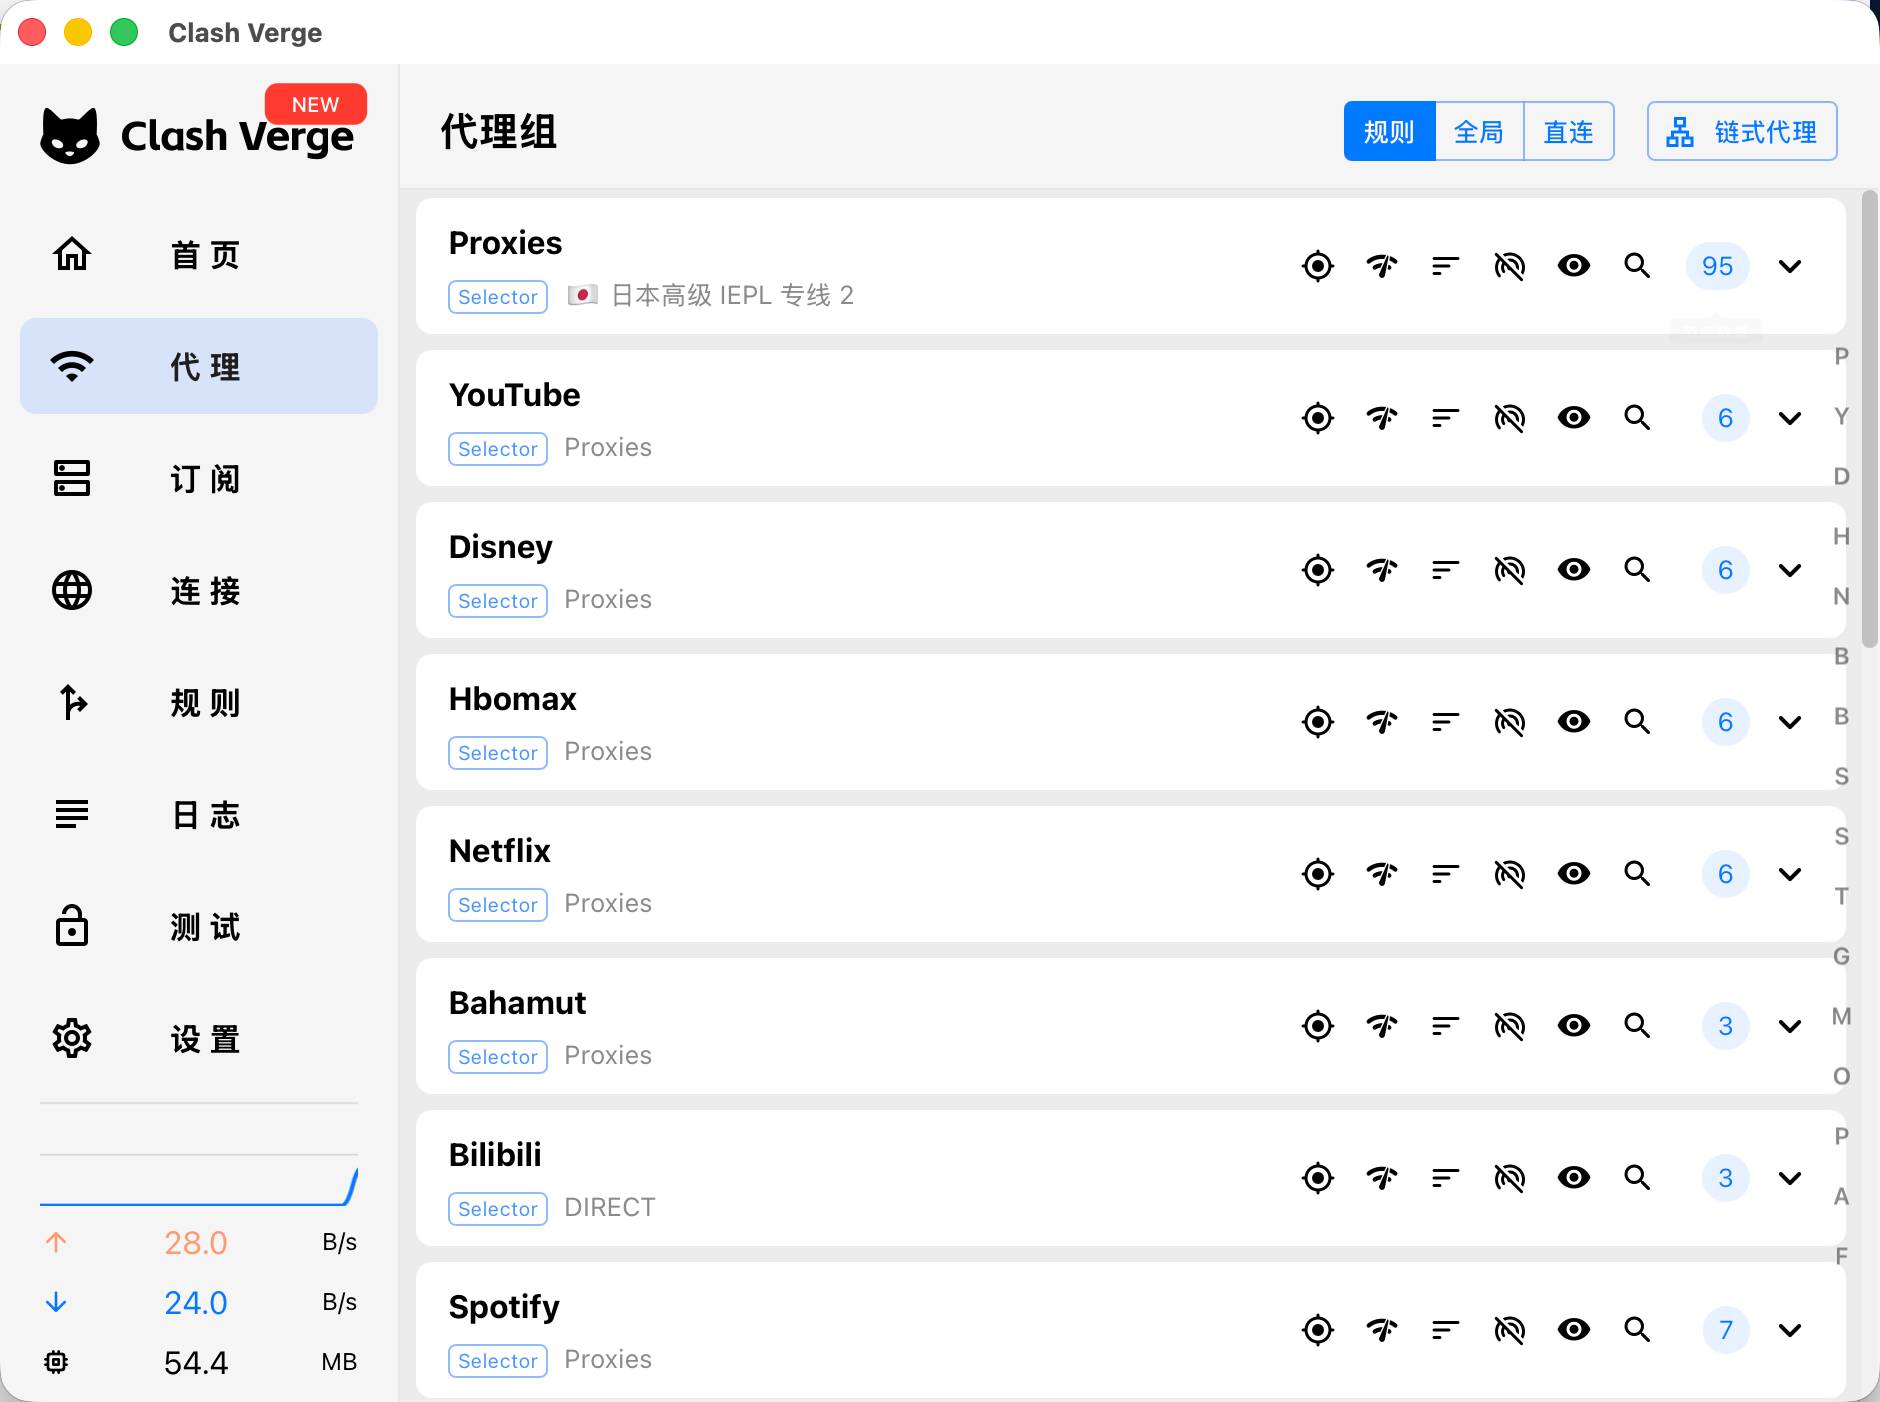 Clash Verge
NEW
Clash Verge
首页
代理
订阅
连接
规则
日志
测试
设置
28.0 B/s
24.0 B/s
54.4 MB
代理组
规则 全局 直连 链式代理
Proxies
Selector 日本高级 IEPL 专线 2
95
YouTube
Selector Proxies
6
Disney
Selector Proxies
6
Hbomax
Selector Proxies
6
Netflix
Selector Proxies
6
Bahamut
Selector Proxies
3
Bilibili
Selector DIRECT
3
Spotify
Selector Proxies
7
P
Y
D
H
N
B
B
S
S
T
G
M
O
P
A
F